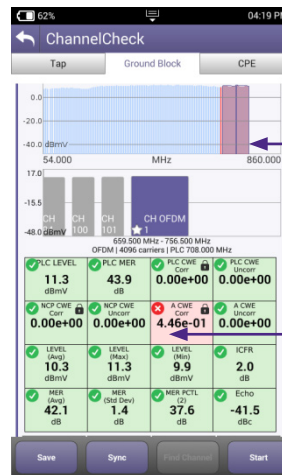 62%
04:19 PM
ChannelCheck
Tap
Ground Block
CPE
0.0
-20.0
-40.0 dBmV
54.000
MHz
860.000
17.0
-15.5
-48.0 dBmV
CH
100
CH
101
CH OFDM
1
659.500 MHz - 756.500 MHz
OFDM | 4096 carriers | PLC 708.000 MHz
PLC LEVEL
11.3
dBmV
PLC MER
43.9
dB
PLC CWE
Corr
0.00e+00
PLC CWE
Uncorr
0.00e+00
NCP CWE
Corr
0.00e+00
NCP CWE
Uncorr
0.00e+00
A CWE
Corr
4.46e-01
A CWE
Uncorr
0.00e+00
LEVEL
(Avg)
10.3
dBmV
LEVEL
(Max)
11.3
dBmV
LEVEL
(Min)
9.9
dBmV
ICFR
2.0
dB
MER
(Avg)
42.1
dB
MER
(Std Dev)
1.4
dB
MER PCTL
(2)
37.6
dB
Echo
-41.5
dBc
Save
Sync
Find Channel
Start